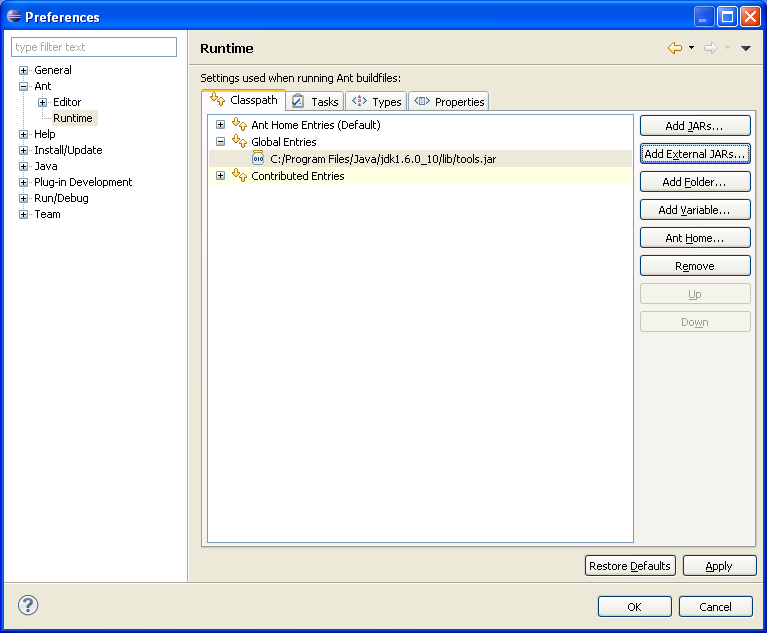 Preferences
type filter text
General
Ant
Editor
Runtime
Help
Install/Update
Java
Plug-in Development
Run/Debug
Team
Runtime
Settings used when running Ant buildfiles:
Classpath Tasks Types Properties
Ant Home Entries (Default)
Global Entries
C:/Program Files/Java/jdk1.6.0_10/lib/tools.jar
Contributed Entries
Add JARs...
Add External JARs...
Add Folder...
Add Variable...
Ant Home...
Remove
Up
Down
Restore Defaults Apply
? OK Cancel